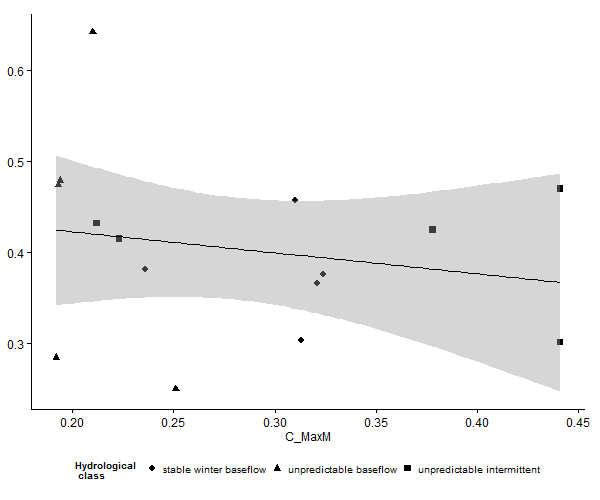 0.6
0.5
0.4
0.3
0.20 0.25 0.30 0.35 0.40 0.45
C_MaxM
Hydrological
class
stable winter baseflow unpredictable baseflow unpredictable intermittent